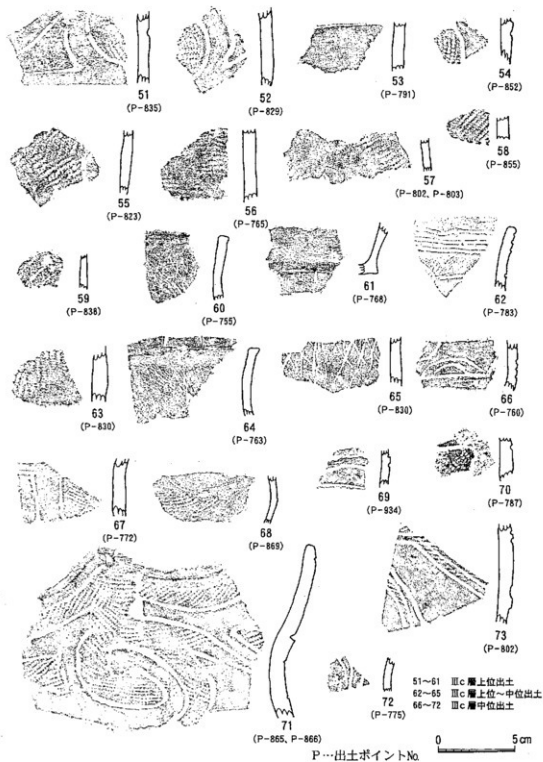 51
(P-835)
52
(P-829)
53
(P-791)
54
(P-852)
55
(P-823)
56
(P-765)
57
(P-802、P-803)
58
(P-855)
59
(P-838)
60
(P-755)
61
(P-768)
62
(P-783)
63
(P-830)
64
(P-763)
65
(P-830)
66
(P-760)
67
(P-772)
68
(P-869)
69
(P-934)
70
(P-787)
71
(P-865、P-866)
72
(P-775)
73
(P-802)
51~61 Ⅲc層上位出土
62~65 Ⅲc層上位~中位出土
66~72 Ⅲc層中位出土
0 5cm
P…出土ポイントNo.